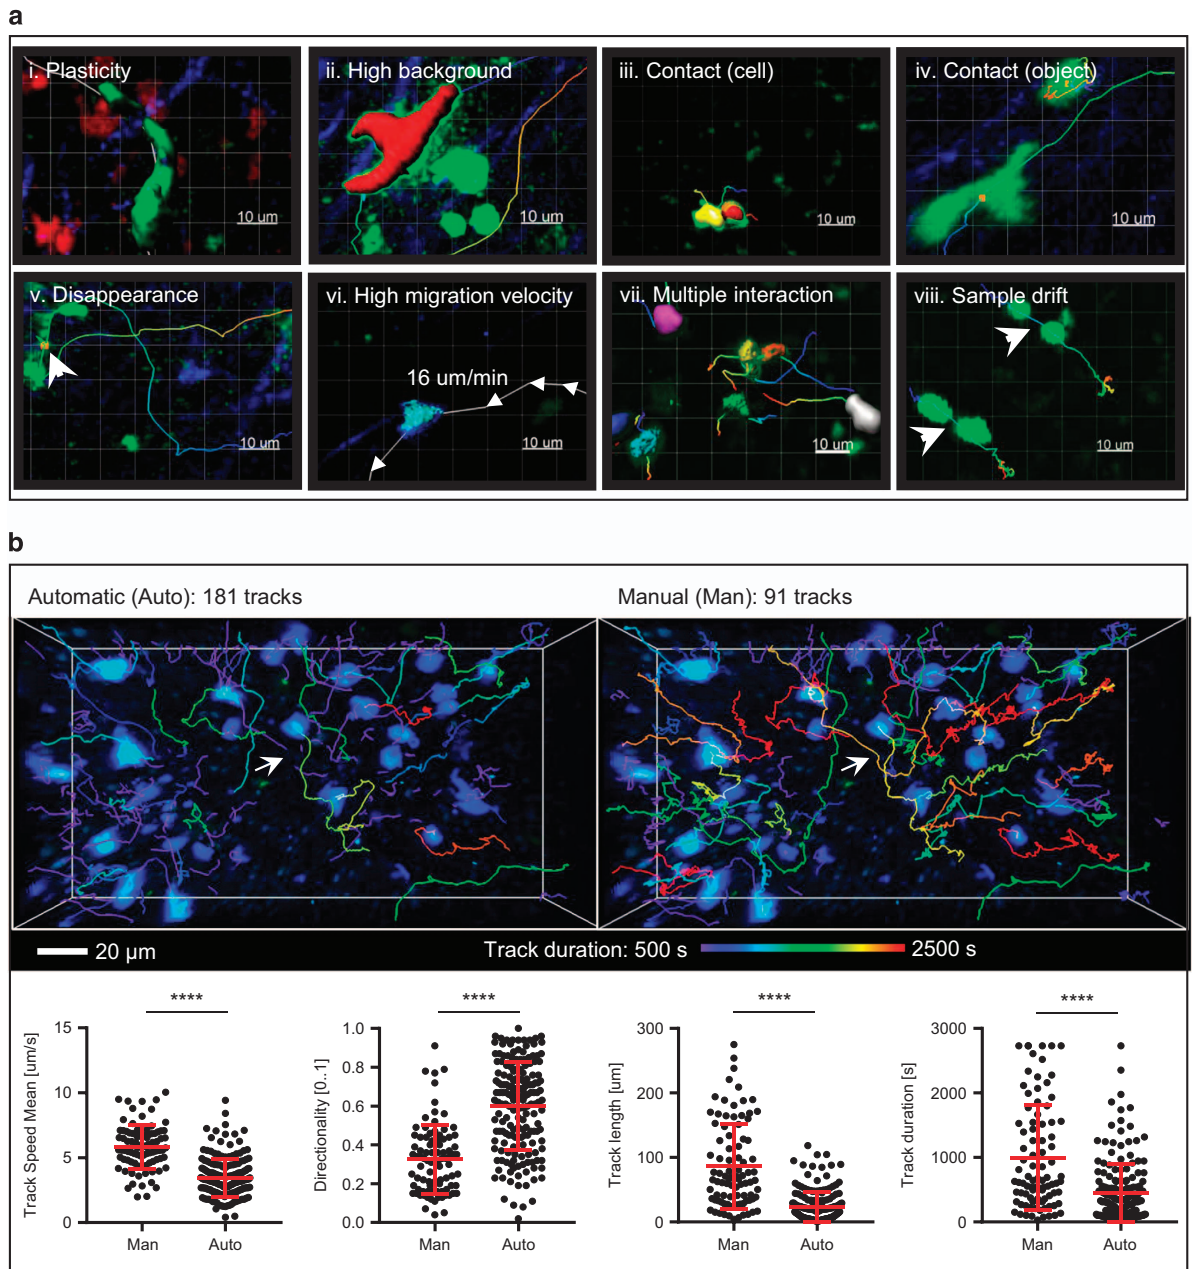 a
i. Plasticity
ii. High background
iii. Contact (cell)
iv. Contact (object)
10 um
10 um
10 um
10 um
v. Disappearance
vi. High migration velocity
vii. Multiple interaction
viii. Sample drift
16 um/min
10 um
10 um
10 um
10 um
b
Automatic (Auto): 181 tracks
Manual (Man): 91 tracks
20 µm
Track duration: 500 s
2500 s
****
****
****
****
Track Speed Mean [um/s]
15
10
5
0
Man
Auto
Directionality [0..1]
1.0
0.8
0.6
0.4
0.2
0.0
Man
Auto
Track length [um]
300
200
100
0
Man
Auto
Track duration [s]
3000
2000
1000
0
Man
Auto